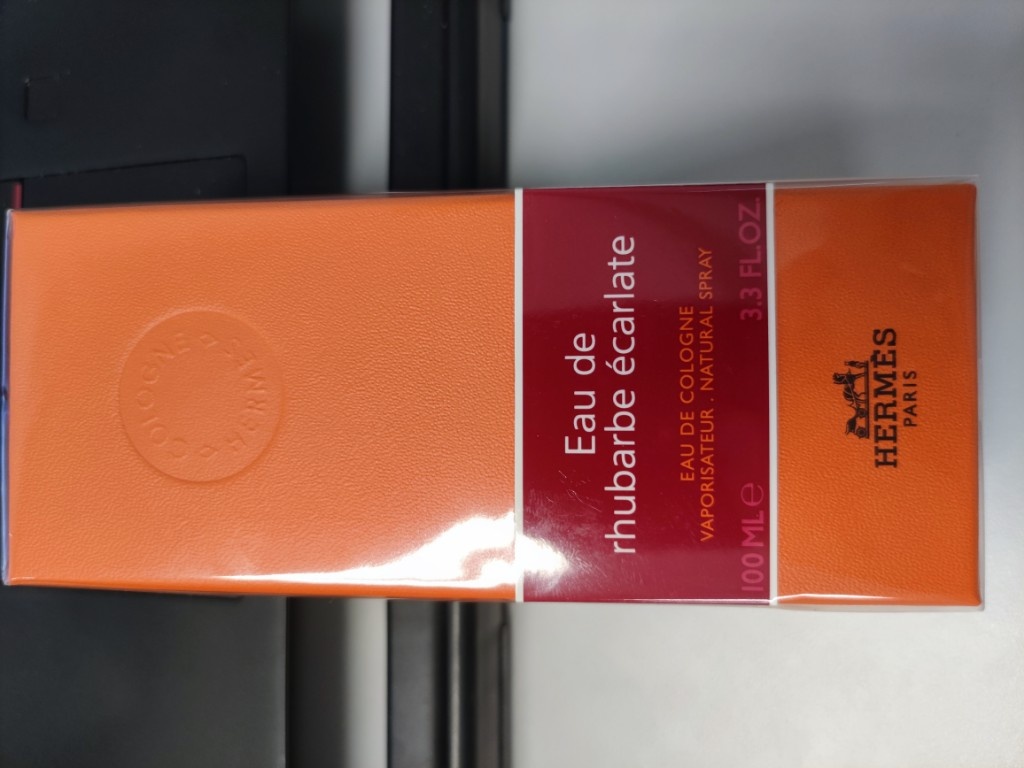 COLOGNE
HERMÈS
Eau de
rhubarbe écarlate
EAU DE COLOGNE
VAPORISATEUR . NATURAL SPRAY
100 ML ℮ 3.3 FL.OZ.
HERMÈS
PARIS